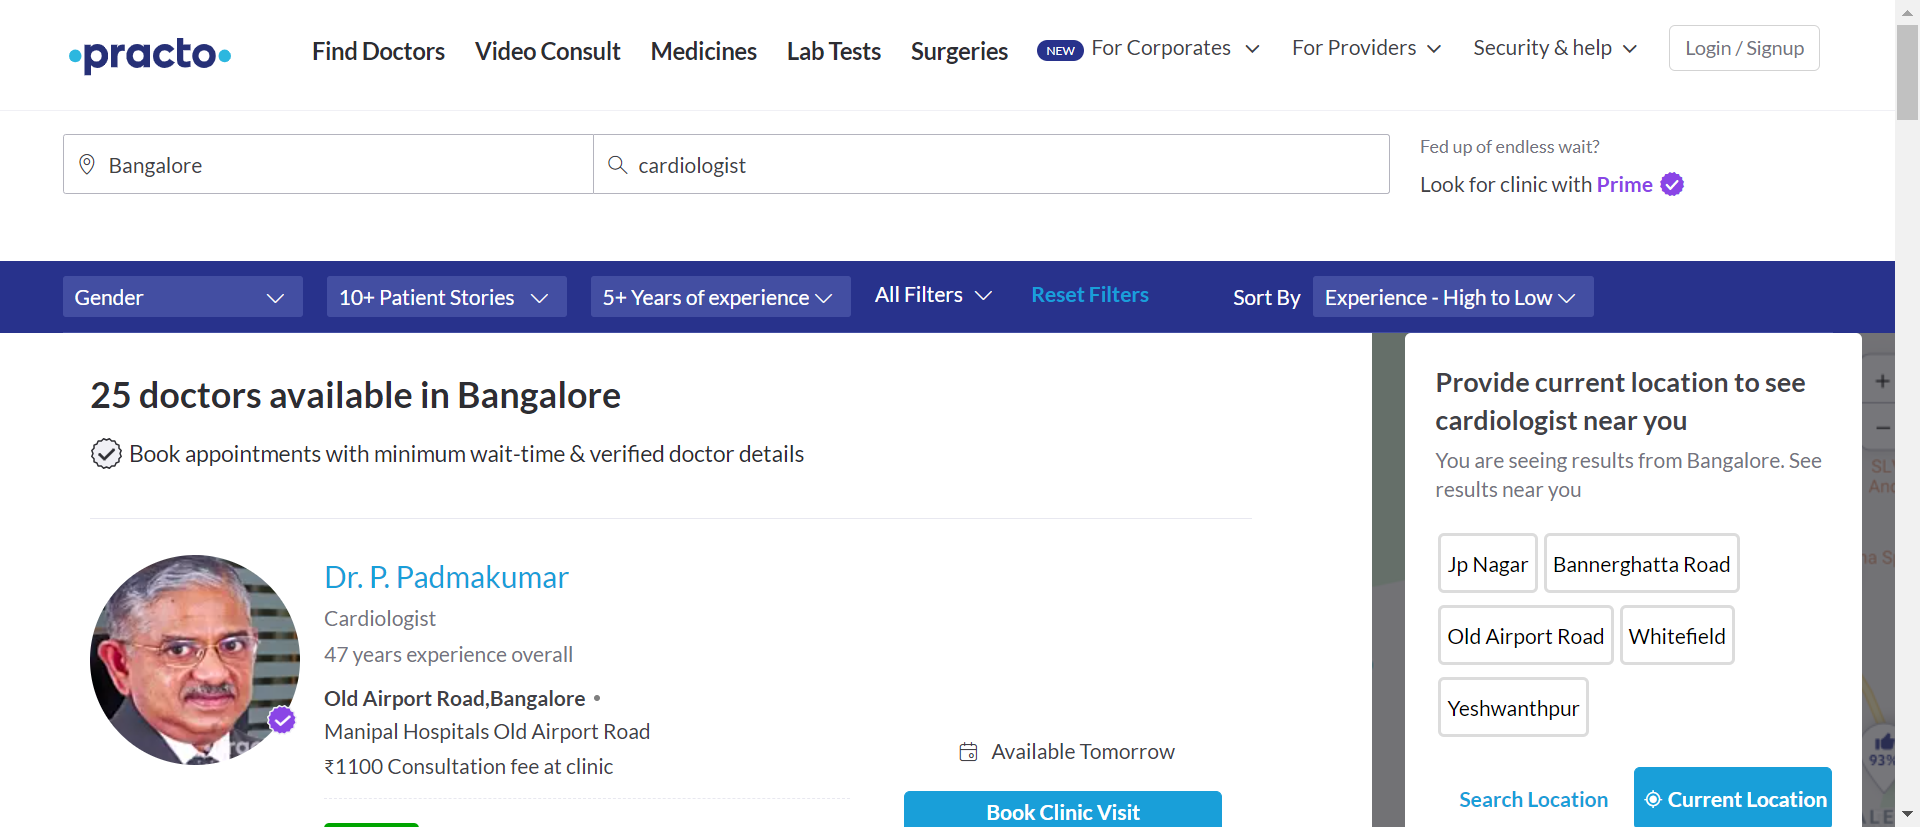 practo
Find Doctors
Video Consult
Medicines
Lab Tests
Surgeries
NEW For Corporates
For Providers
Security & help
Login / Signup
Bangalore
cardiologist
Fed up of endless wait?
Look for clinic with Prime
Gender
10+ Patient Stories
5+ Years of experience
All Filters
Reset Filters
Sort By
Experience - High to Low
25 doctors available in Bangalore
Book appointments with minimum wait-time & verified doctor details
Dr. P. Padmakumar
Cardiologist
47 years experience overall
Old Airport Road,Bangalore •
Manipal Hospitals Old Airport Road
₹1100 Consultation fee at clinic
Available Tomorrow
Book Clinic Visit
Provide current location to see
cardiologist near you
You are seeing results from Bangalore. See
results near you
Jp Nagar
Bannerghatta Road
Old Airport Road
Whitefield
Yeshwanthpur
Search Location
Current Location
+
−
93%